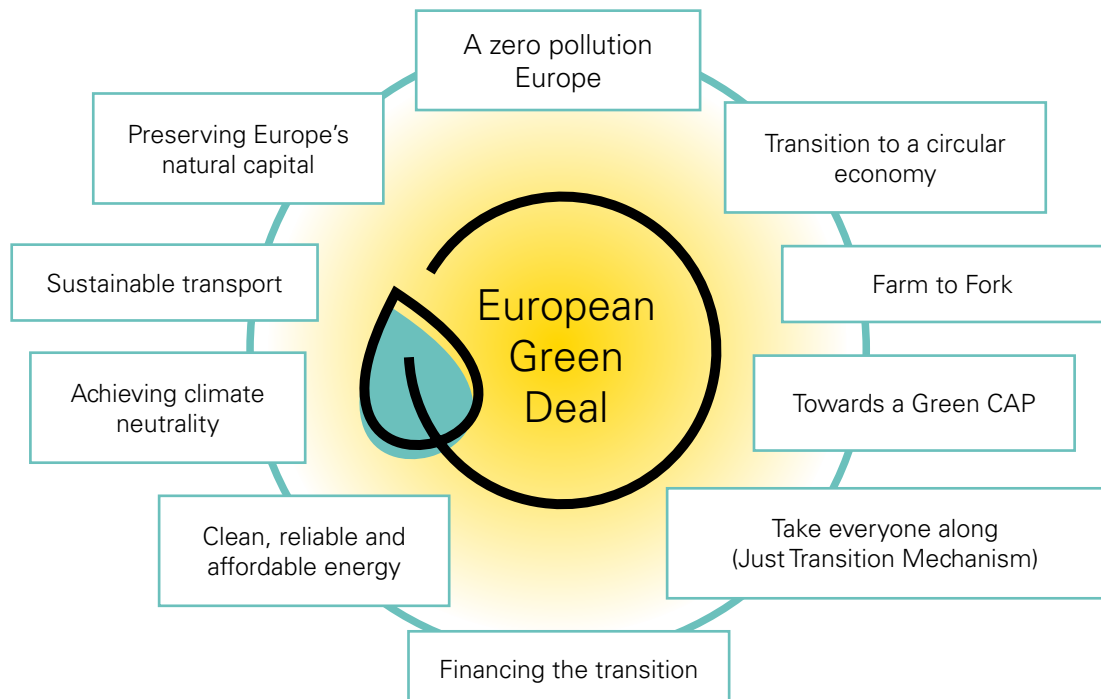 A zero pollution
Europe
Preserving Europe's
natural capital
Transition to a circular
economy
Sustainable transport
Farm to Fork
European
Green
Deal
Achieving climate
neutrality
Towards a Green CAP
Clean, reliable and
affordable energy
Take everyone along
(Just Transition Mechanism)
Financing the transition